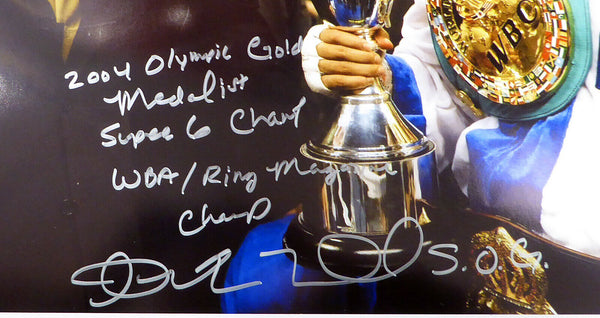 2004 Olympic Gold
Medalist
Super 6 Champ
WBA/Ring Magazine
Champ
S.O.G.
WBC